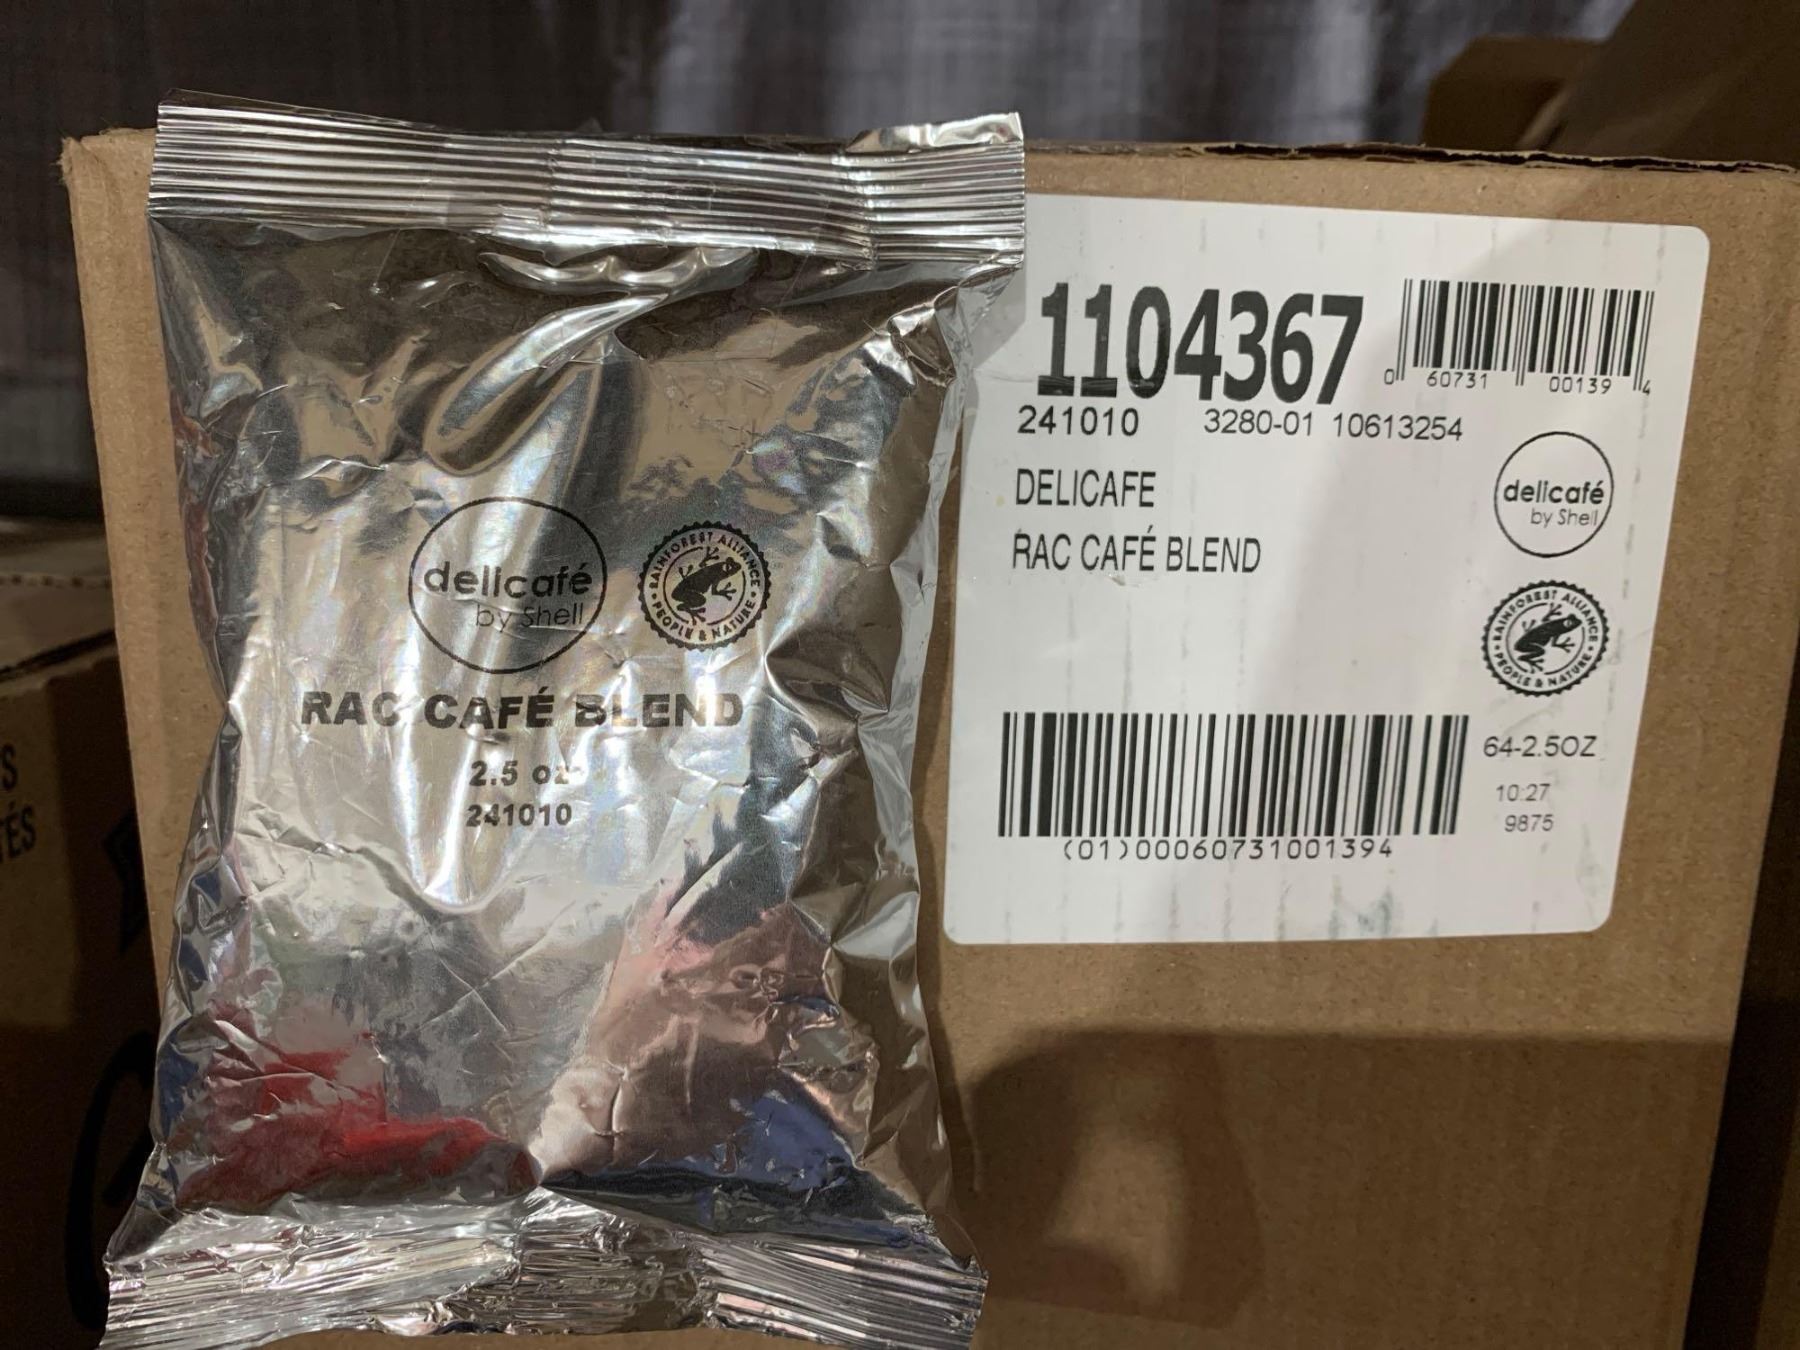 delicafé
by Shell
RAINFOREST ALLIANCE
PEOPLE & NATURE
RAC CAFÉ BLEND
2.5 oz
241010
1104367
0 60731 00139 4
241010 3280-01 10613254
DELICAFE
RAC CAFÉ BLEND
delicafé
by Shell
RAINFOREST ALLIANCE
PEOPLE & NATURE
64-2.5OZ
10:27
9875
(01)00060731001394